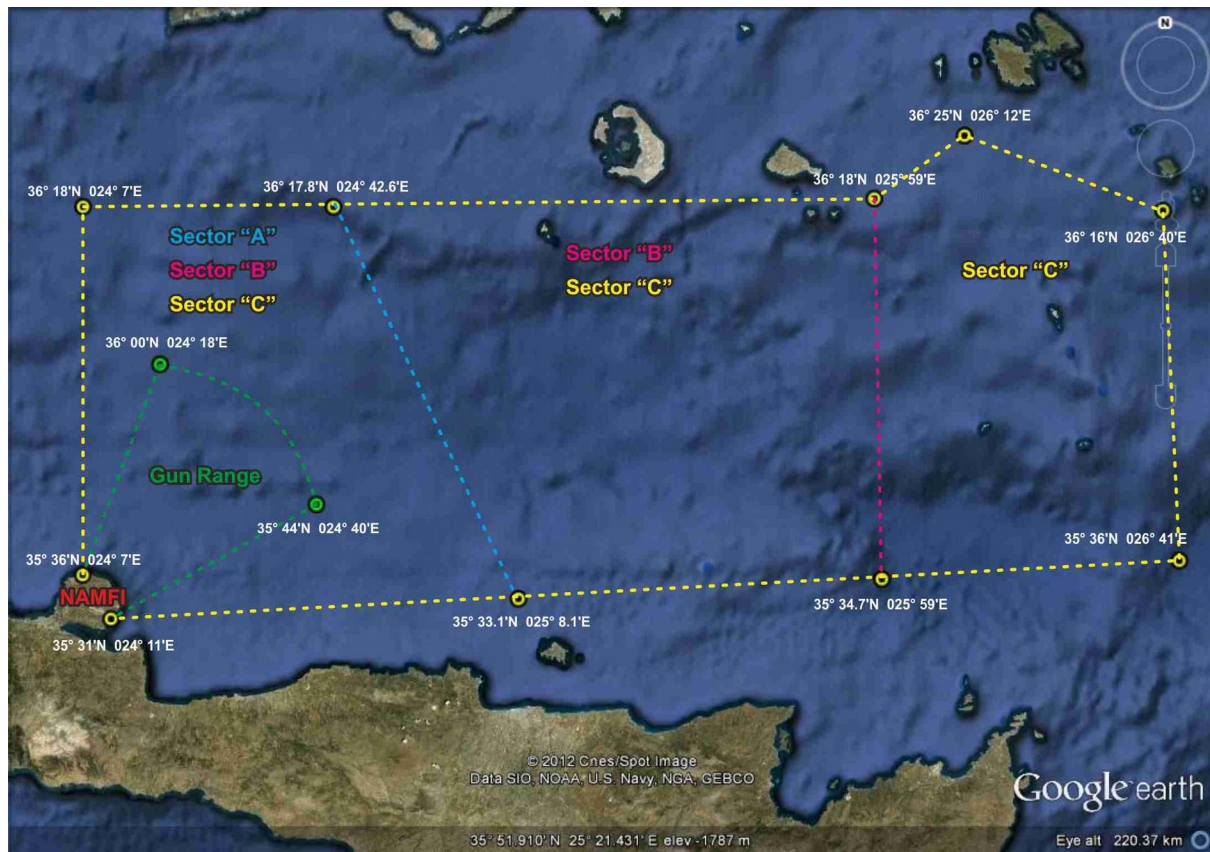 N
36° 25'N 026° 12'E
36° 18'N 024° 7'E
36° 17.8'N 024° 42.6'E
36° 18'N 025° 59'E
36° 16'N 026° 40'E
Sector “A”
Sector “B”
Sector “C”
Sector “B”
Sector “C”
Sector “C”
36° 00'N 024° 18'E
Gun Range
35° 44'N 024° 40'E
35° 36'N 024° 7'E
35° 36'N 026° 41'E
NAMFI
35° 33.1'N 025° 8.1'E
35° 34.7'N 025° 59'E
35° 31'N 024° 11'E
© 2012 Cnes/Spot Image
Data SIO, NOAA, U.S. Navy, NGA, GEBCO
Google earth
35° 51.910' N 25° 21.431' E elev -1787 m
Eye alt 220.37 km